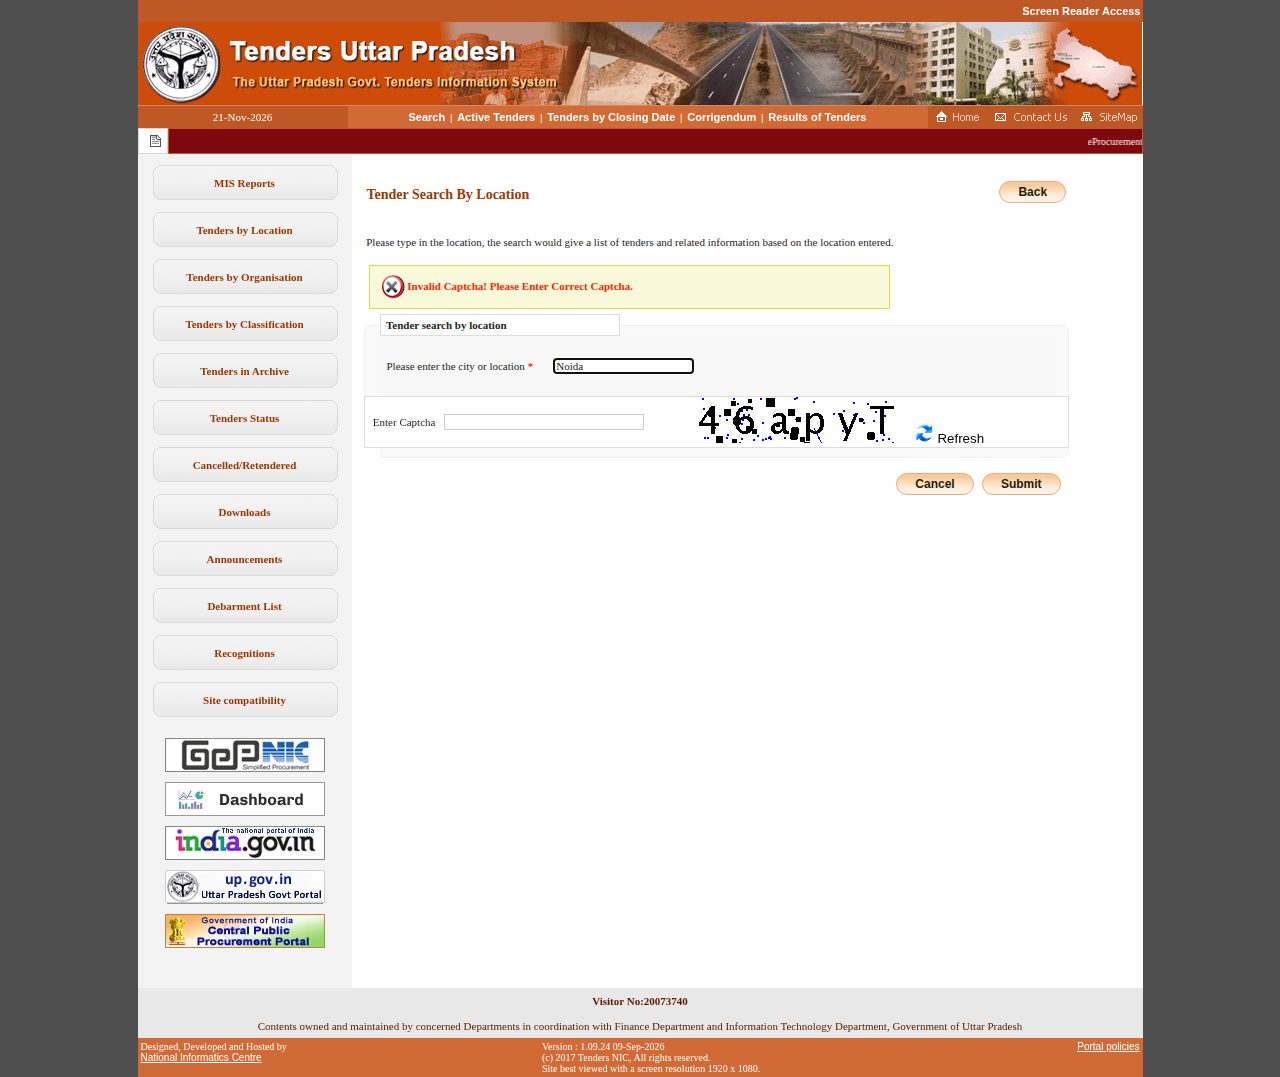 Screen Reader Access
Tenders Uttar Pradesh
The Uttar Pradesh Govt. Tenders Information System
21-Nov-2026
Search | Active Tenders | Tenders by Closing Date | Corrigendum | Results of Tenders
Home
Contact Us
SiteMap
eProcurement
MIS Reports
Tenders by Location
Tenders by Organisation
Tenders by Classification
Tenders in Archive
Tenders Status
Cancelled/Retendered
Downloads
Announcements
Debarment List
Recognitions
Site compatibility
GePNIC
Simplified Procurement
Dashboard
The national portal of India
india.gov.in
up.gov.in
Uttar Pradesh Govt Portal
Government of India
Central Public
Procurement Portal
Tender Search By Location
Back
Please type in the location, the search would give a list of tenders and related information based on the location entered.
Invalid Captcha! Please Enter Correct Captcha.
Tender search by location
Please enter the city or location *
Noida
Enter Captcha
46apyT
Refresh
Cancel
Submit
Visitor No:20073740
Contents owned and maintained by concerned Departments in coordination with Finance Department and Information Technology Department, Government of Uttar Pradesh
Designed, Developed and Hosted by
National Informatics Centre
Version : 1.09.24 09-Sep-2026
(c) 2017 Tenders NIC, All rights reserved.
Site best viewed with a screen resolution 1920 x 1080.
Portal policies